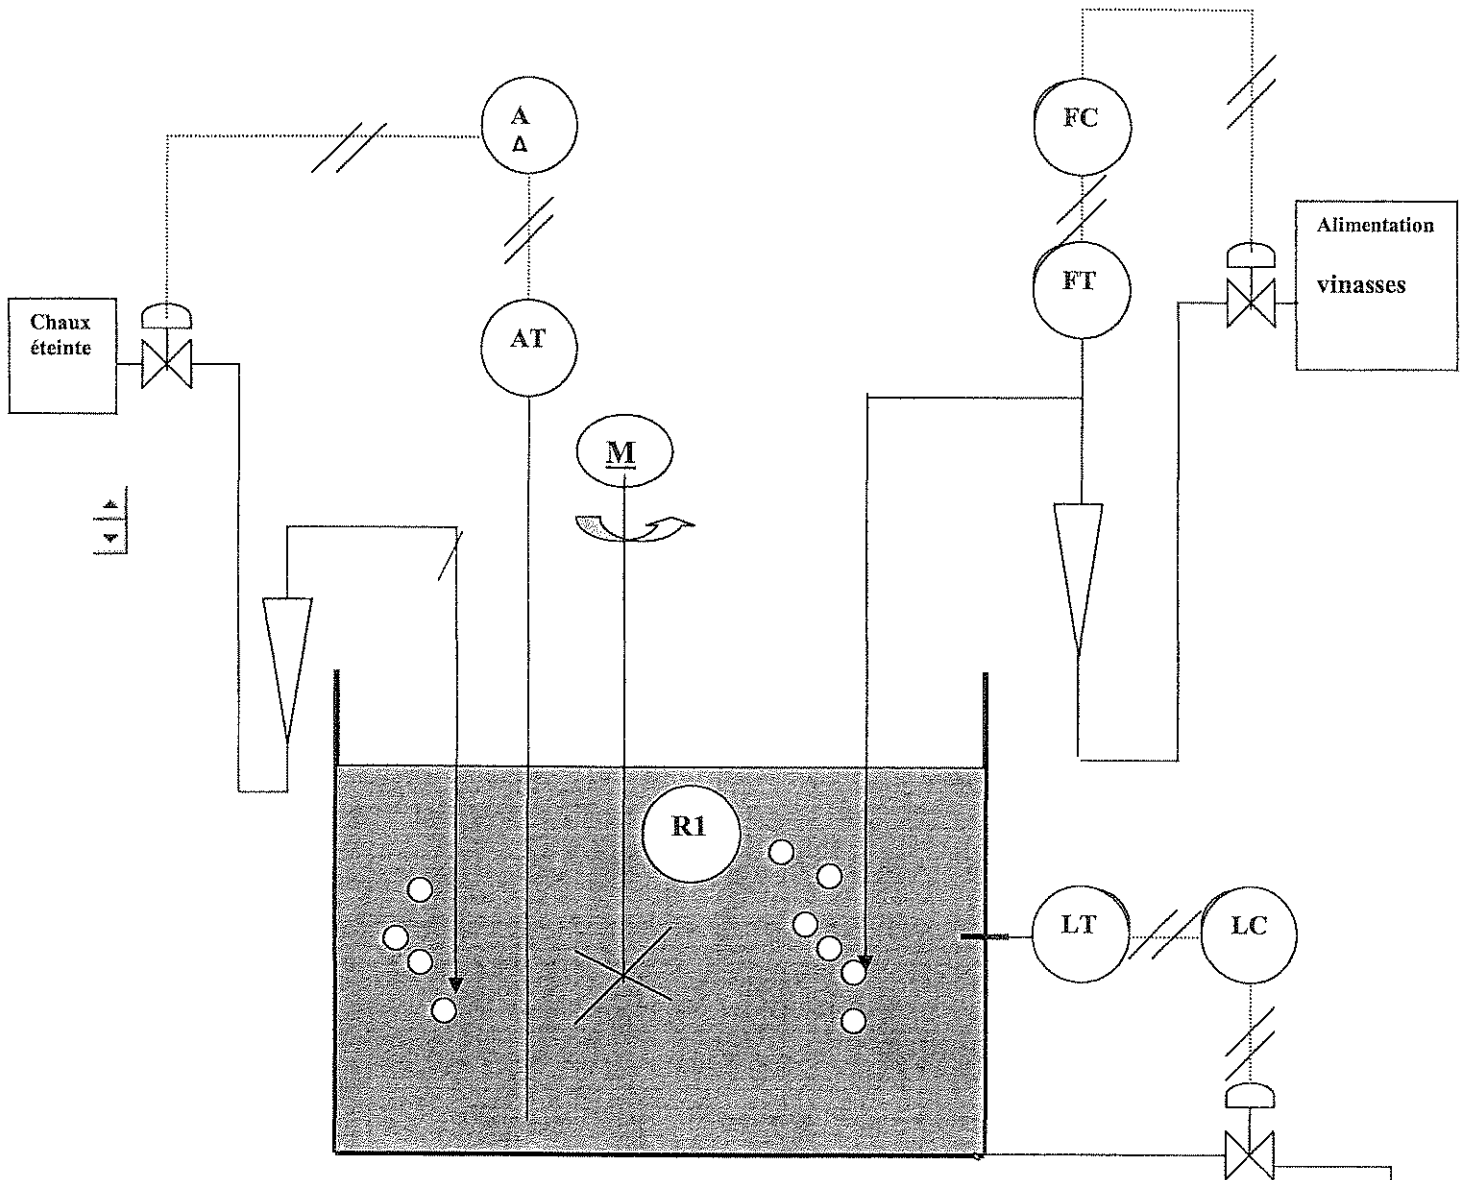 FC
A
Δ
Alimentation
vinasses
FT
Chaux
éteinte
AT
M
R1
LT
LC